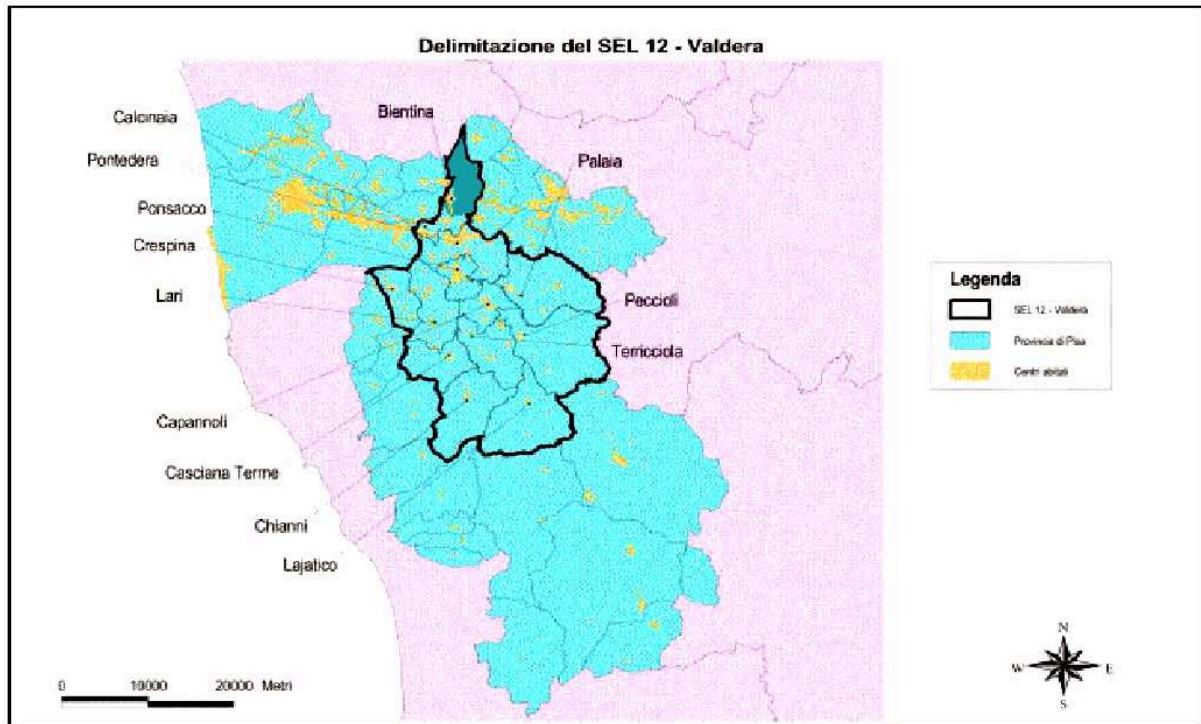 Delimitazione del SEL 12 - Valdera
Bientina
Calcinaia
Pontedera
Palaia
Ponsacco
Crespina
Lari
Peccioli
Terricciola
Capannoli
Casciana Terme
Chianni
Lajatico
Legenda
SEL 12 - Valdera
Provincia di Pisa
Centri abitati
0 10000 20000 Metri
N
W E
S